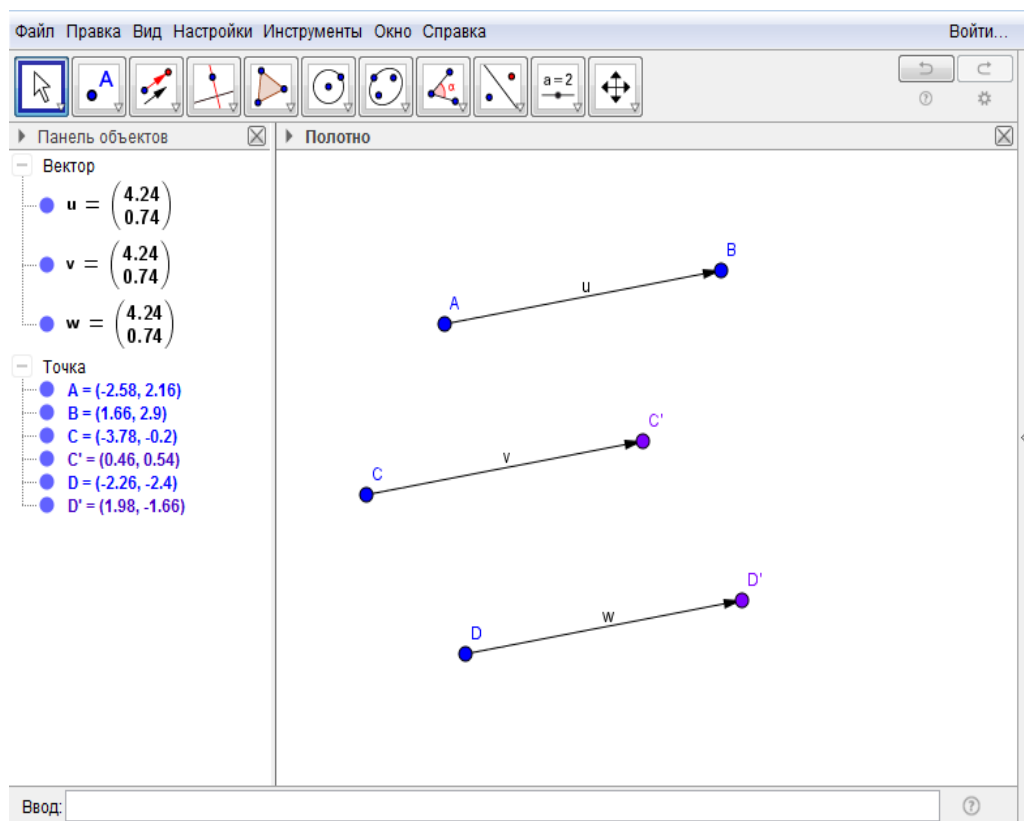 Файл Правка Вид Настройки Инструменты Окно Справка Войти...
A α a=2
Панель объектов
Полотно
Вектор
u = (4.24 0.74)
v = (4.24 0.74)
w = (4.24 0.74)
Точка
A = (-2.58, 2.16)
B = (1.66, 2.9)
C = (-3.78, -0.2)
C' = (0.46, 0.54)
D = (-2.26, -2.4)
D' = (1.98, -1.66)
B
u
A
C'
v
C
D'
w
D
Ввод: